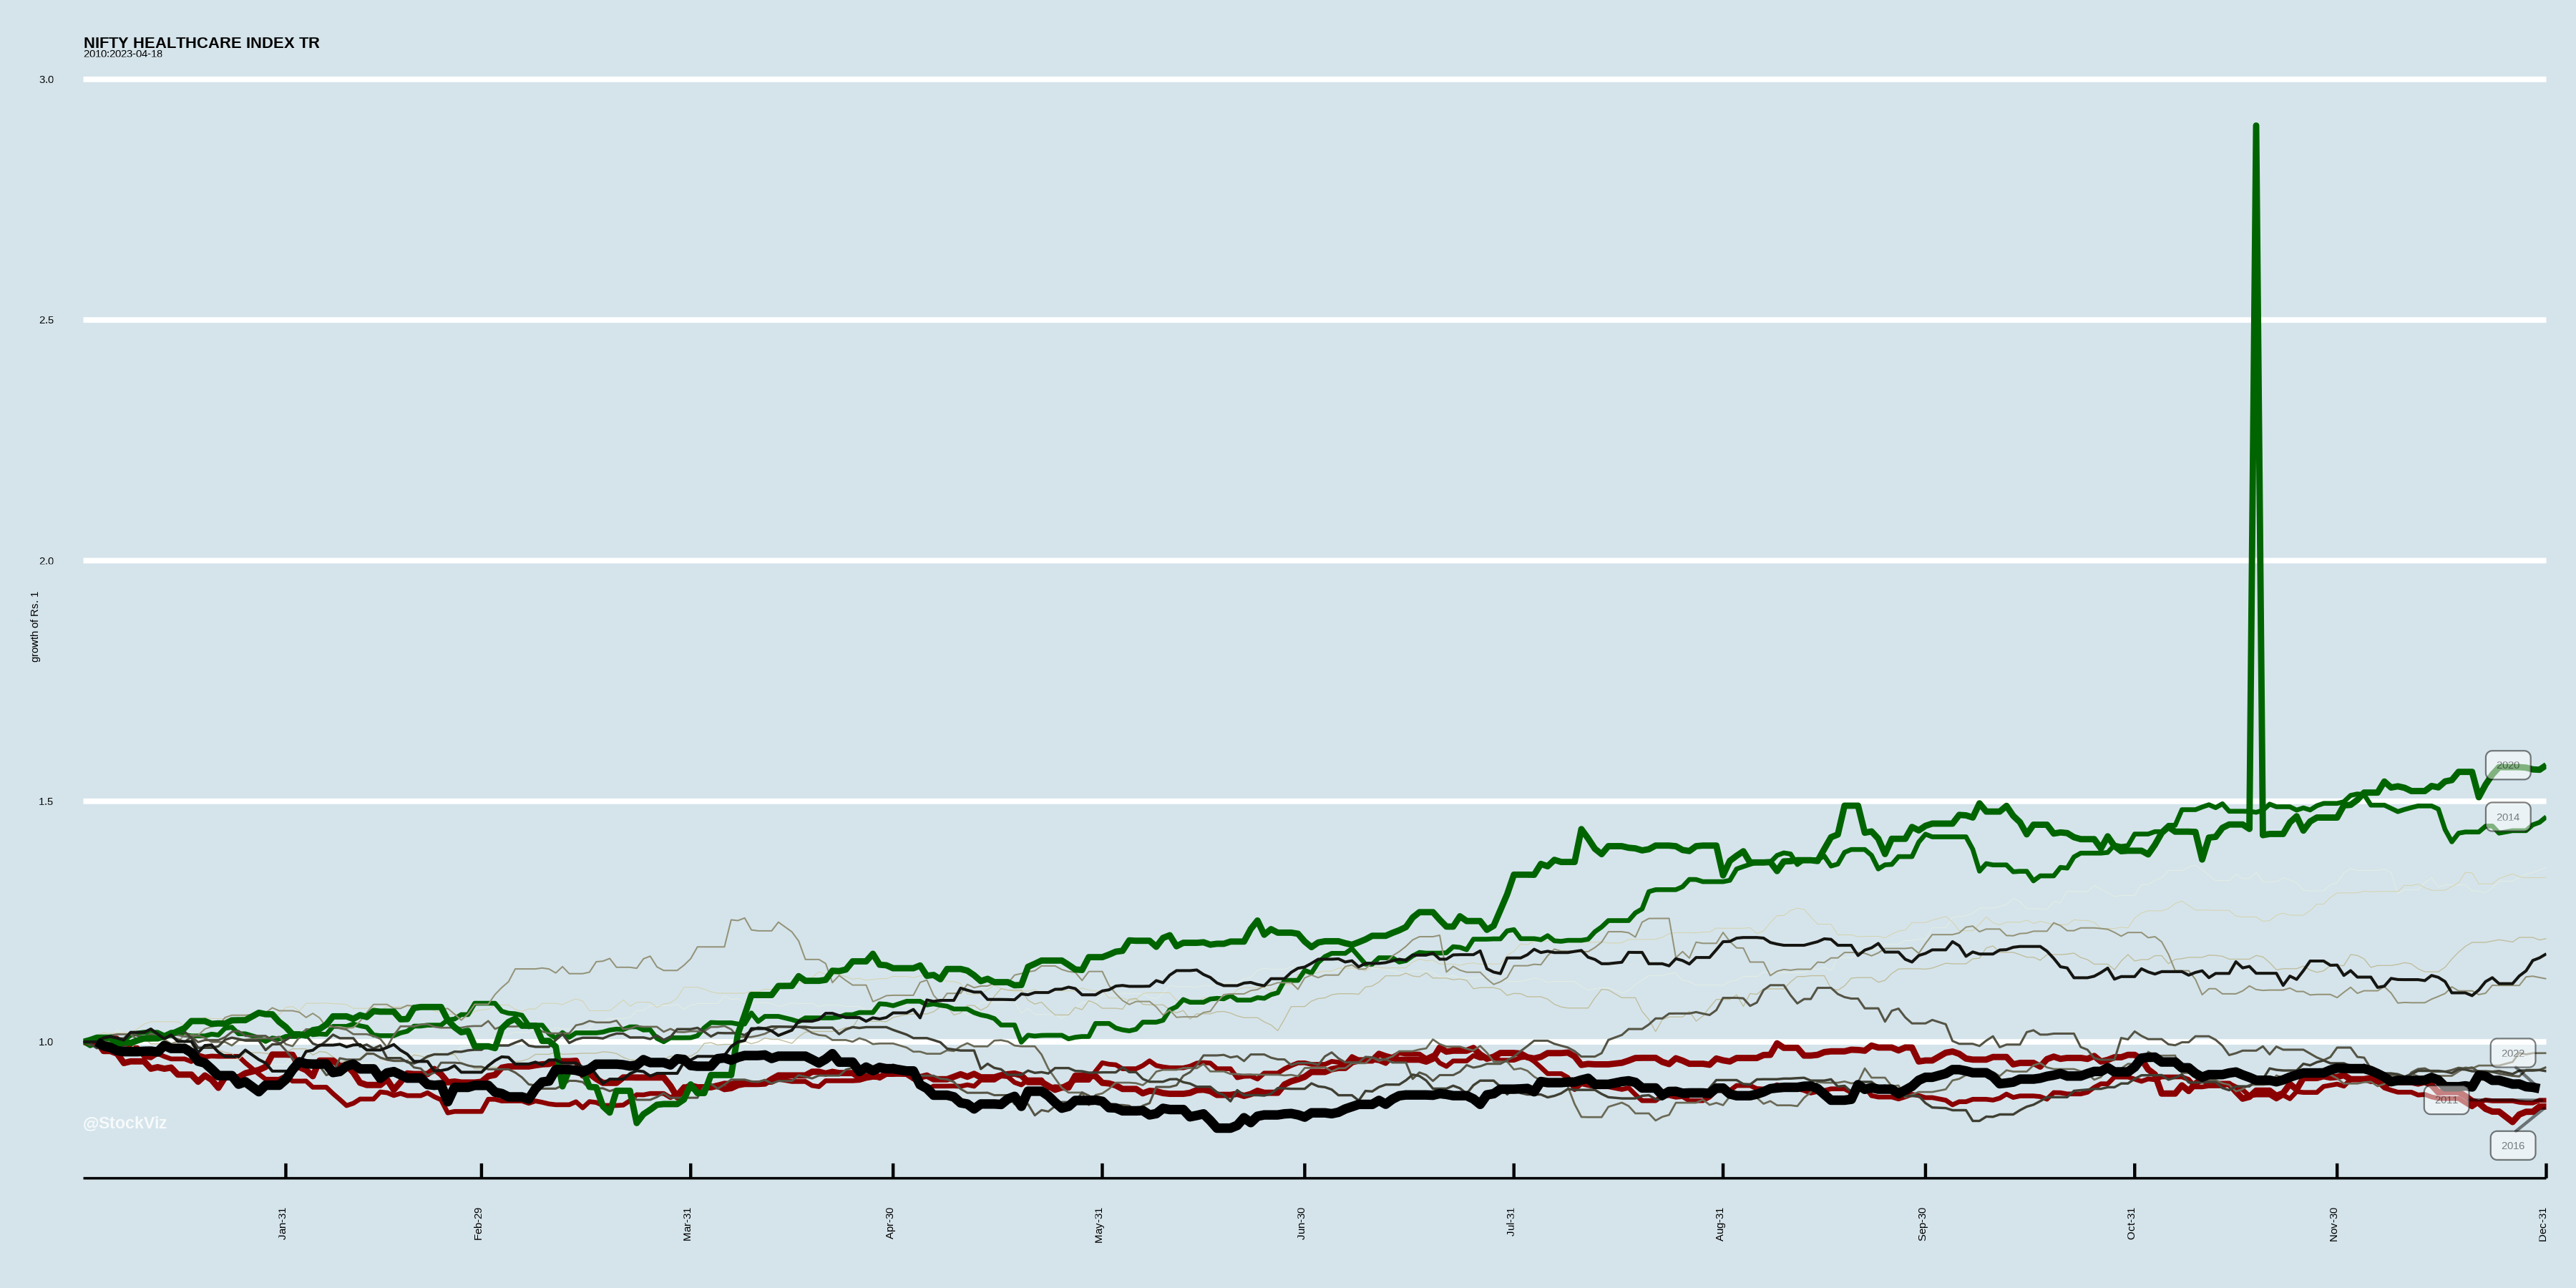 NIFTY HEALTHCARE INDEX TR
2010:2023-04-18
3.0
2.5
2.0
growth of Rs. 1
1.5
1.0
2020
2014
2022
2011
2016
@StockViz
Jan-31
Feb-29
Mar-31
Apr-30
May-31
Jun-30
Jul-31
Aug-31
Sep-30
Oct-31
Nov-30
Dec-31